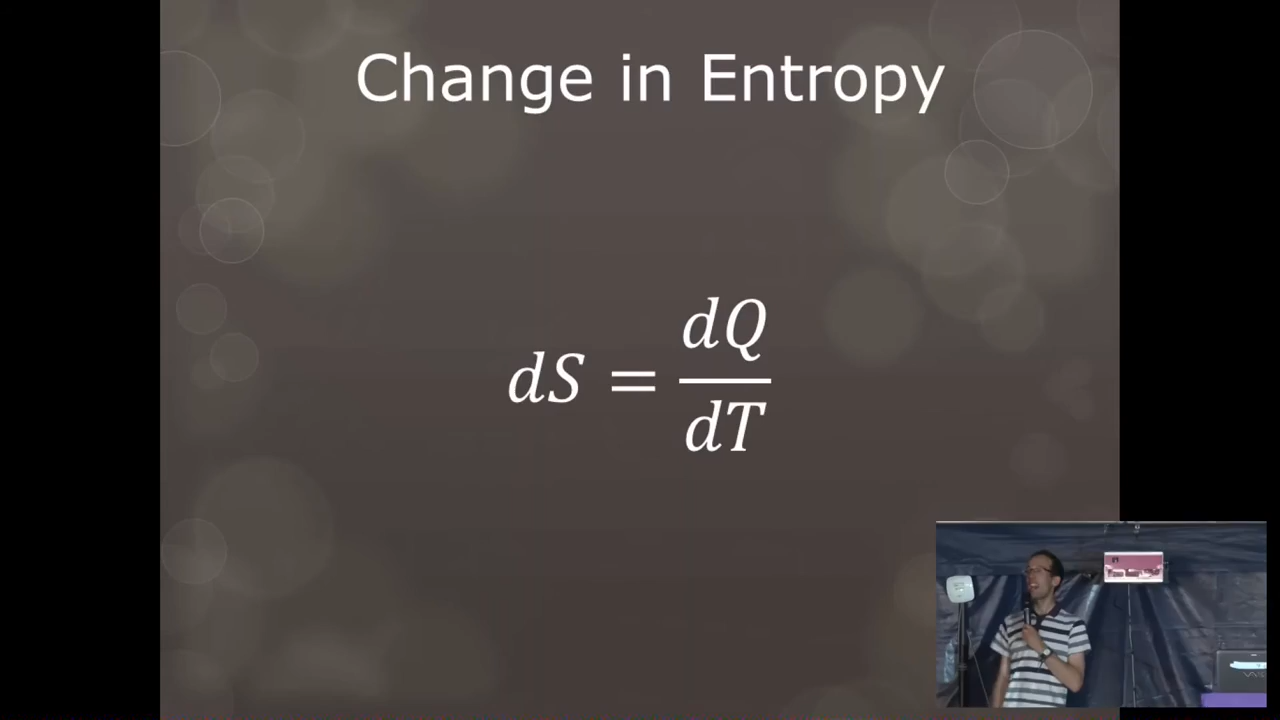 Change in Entropy
dS = dQ/dT